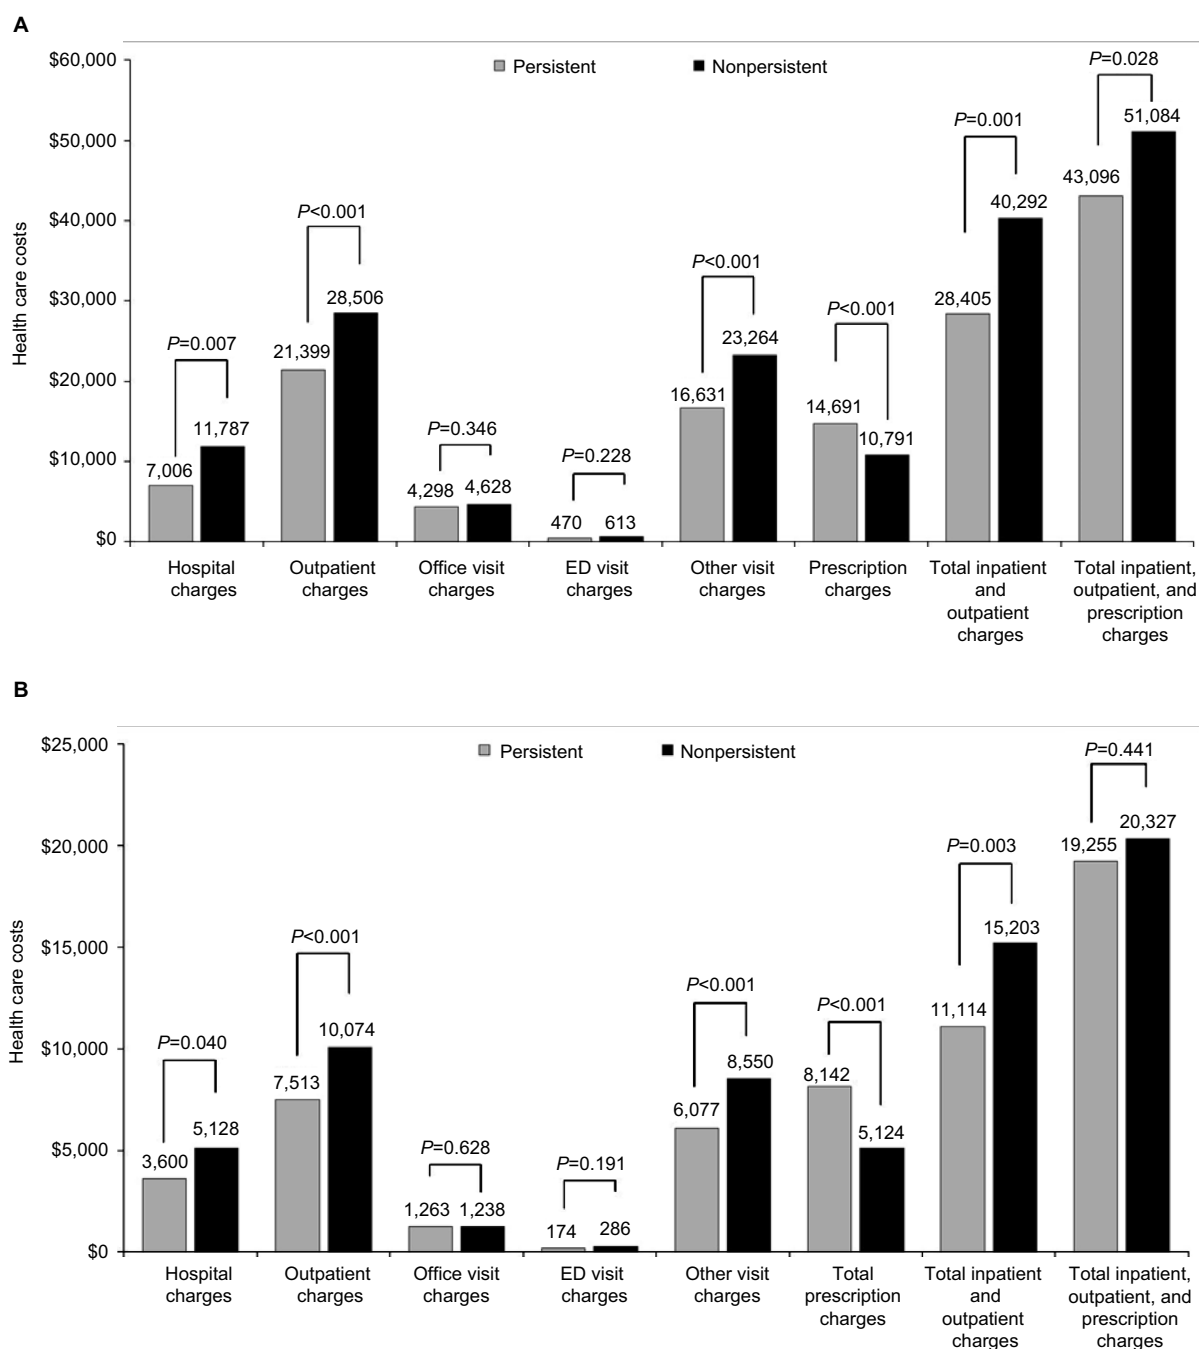 A
$60,000
$50,000
$40,000
$30,000
$20,000
$10,000
$0
Health care costs
Persistent
Nonpersistent
P=0.007
7,006
11,787
P<0.001
21,399
28,506
P=0.346
4,298
4,628
P=0.228
470
613
P<0.001
16,631
23,264
P<0.001
14,691
10,791
P=0.001
28,405
40,292
P=0.028
43,096
51,084
Hospital
charges
Outpatient
charges
Office visit
charges
ED visit
charges
Other visit
charges
Prescription
charges
Total inpatient
and
outpatient
charges
Total inpatient,
outpatient, and
prescription
charges
B
$25,000
$20,000
$15,000
$10,000
$5,000
$0
Health care costs
Persistent
Nonpersistent
P=0.040
3,600
5,128
P<0.001
7,513
10,074
P=0.628
1,263
1,238
P=0.191
174
286
P<0.001
6,077
8,550
P<0.001
8,142
5,124
P=0.003
11,114
15,203
P=0.441
19,255
20,327
Hospital
charges
Outpatient
charges
Office visit
charges
ED visit
charges
Other visit
charges
Total
prescription
charges
Total inpatient
and
outpatient
charges
Total inpatient,
outpatient, and
prescription
charges